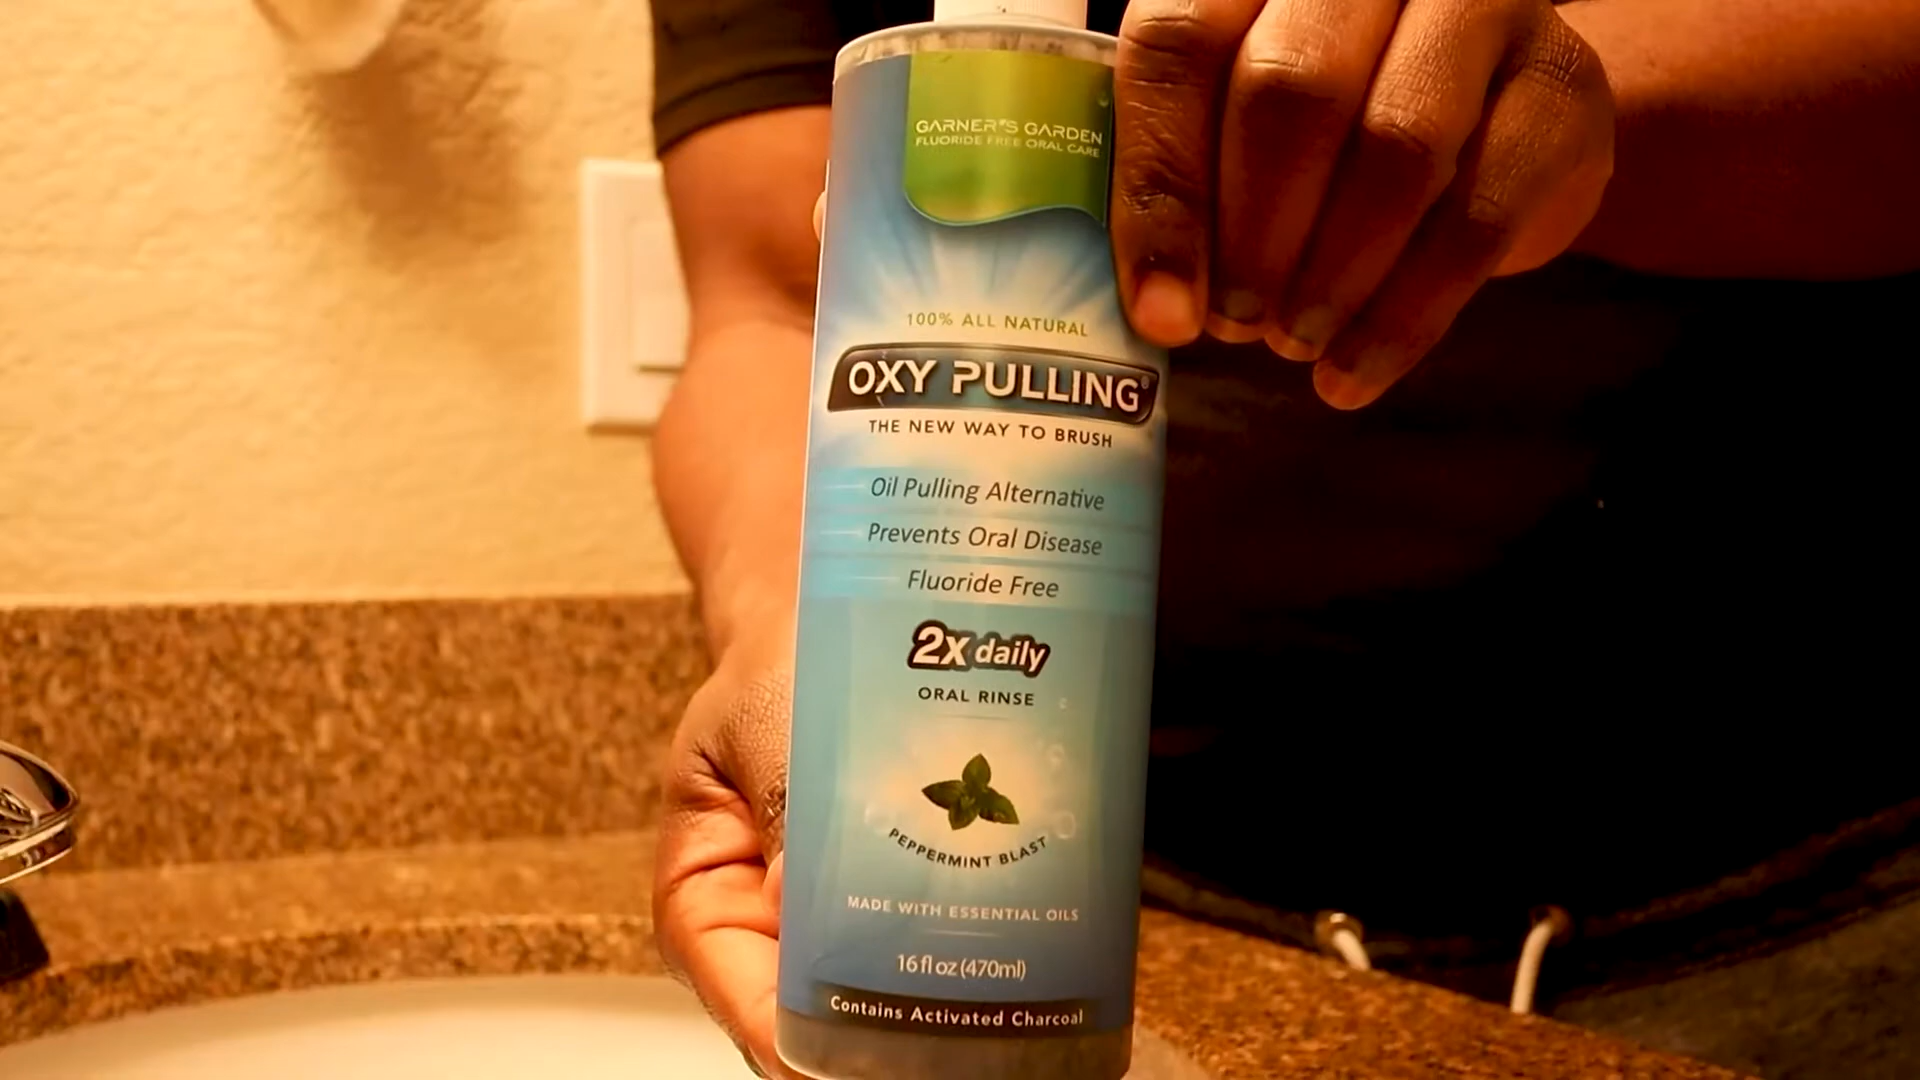 GARNER'S GARDEN
FLUORIDE FREE ORAL CARE
100% ALL NATURAL
OXY PULLING®
THE NEW WAY TO BRUSH
Oil Pulling Alternative
Prevents Oral Disease
Fluoride Free
2x daily
ORAL RINSE
PEPPERMINT BLAST
MADE WITH ESSENTIAL OILS
16 fl oz (470ml)
Contains Activated Charcoal